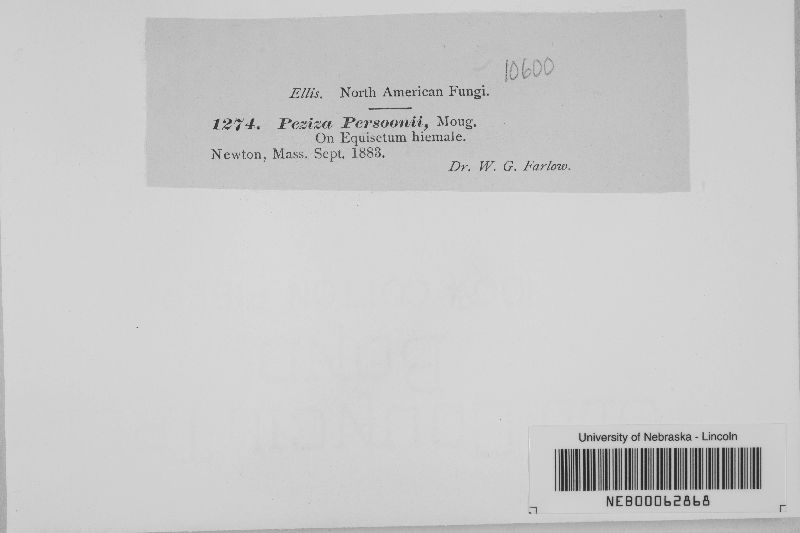 10600
Ellis. North American Fungi.
1274. Peziza Persoonii, Moug.
On Equisetum hiemale.
Newton, Mass. Sept. 1883.
Dr. W. G. Farlow.
University of Nebraska - Lincoln
NEB00062868